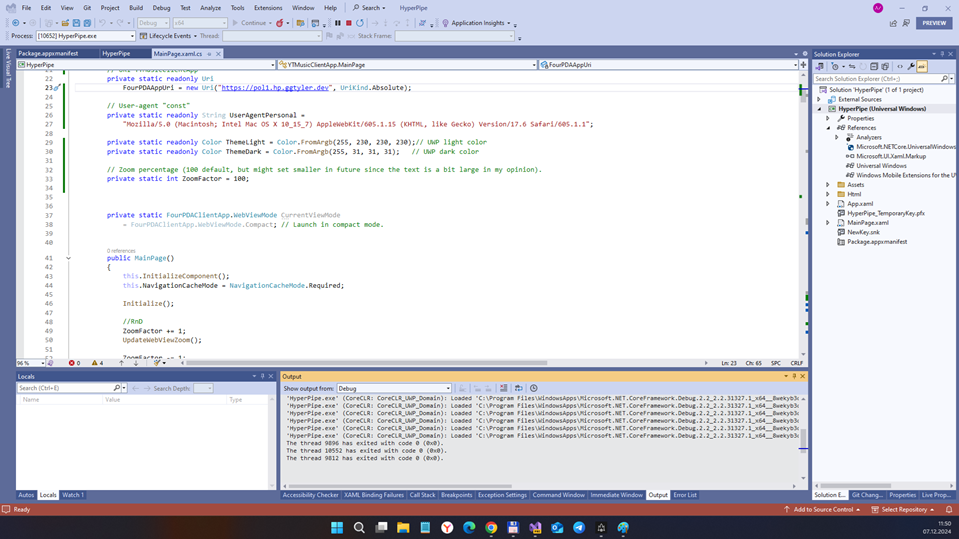 File Edit View Git Project Build Debug Test Analyze Tools Extensions Window Help Search HyperPipe
Debug x64 Continue Application Insights PREVIEW
Process: [10652] HyperPipe.exe Lifecycle Events Thread: Stack Frame:
Live Visual Tree
Package.appxmanifest HyperPipe MainPage.xaml.cs
HyperPipe YTMusicClientApp.MainPage FourPDAAppUri
22 private static readonly Uri
23 FourPDAAppUri = new Uri("https://pol1.hp.ggtyler.dev", UriKind.Absolute);
24
25 // User-agent "const"
26 private static readonly String UserAgentPersonal =
27 "Mozilla/5.0 (Macintosh; Intel Mac OS X 10_15_7) AppleWebKit/605.1.15 (KHTML, like Gecko) Version/17.6 Safari/605.1.1";
28
29 private static readonly Color ThemeLight = Color.FromArgb(255, 230, 230, 230);// UWP light color
30 private static readonly Color ThemeDark = Color.FromArgb(255, 31, 31, 31); // UWP dark color
31
32 // Zoom percentage (100 default, but might set smaller in future since the text is a bit large in my opinion).
33 private static int ZoomFactor = 100;
34
35
36
37 private static FourPDAClientApp.WebViewMode CurrentViewMode
38 = FourPDAClientApp.WebViewMode.Compact; // Launch in compact mode.
39
40
0 references
41 public MainPage()
42 {
43 this.InitializeComponent();
44 this.NavigationCacheMode = NavigationCacheMode.Required;
45
46 Initialize();
47
48 //RnD
49 ZoomFactor += 1;
50 UpdateWebViewZoom();
51
96 % 0 4 Ln: 23 Ch: 65 SPC CRLF
Locals
Search (Ctrl+E) Search Depth:
Name Value Type
Autos Locals Watch 1
Output
Show output from: Debug
'HyperPipe.exe' (CoreCLR: CoreCLR_UWP_Domain): Loaded 'C:\Program Files\WindowsApps\Microsoft.NET.CoreFramework.Debug.2.2_2.2.31327.1_x64__8wekyb3d
'HyperPipe.exe' (CoreCLR: CoreCLR_UWP_Domain): Loaded 'C:\Program Files\WindowsApps\Microsoft.NET.CoreFramework.Debug.2.2_2.2.31327.1_x64__8wekyb3d
'HyperPipe.exe' (CoreCLR: CoreCLR_UWP_Domain): Loaded 'C:\Program Files\WindowsApps\Microsoft.NET.CoreFramework.Debug.2.2_2.2.31327.1_x64__8wekyb3d
'HyperPipe.exe' (CoreCLR: CoreCLR_UWP_Domain): Loaded 'C:\Program Files\WindowsApps\Microsoft.NET.CoreFramework.Debug.2.2_2.2.31327.1_x64__8wekyb3d
'HyperPipe.exe' (CoreCLR: CoreCLR_UWP_Domain): Loaded 'C:\Program Files\WindowsApps\Microsoft.NET.CoreFramework.Debug.2.2_2.2.31327.1_x64__8wekyb3d
'HyperPipe.exe' (CoreCLR: CoreCLR_UWP_Domain): Loaded 'C:\Program Files\WindowsApps\Microsoft.NET.CoreFramework.Debug.2.2_2.2.31327.1_x64__8wekyb3d
The thread 9896 has exited with code 0 (0x0).
The thread 10552 has exited with code 0 (0x0).
The thread 9812 has exited with code 0 (0x0).
Accessibility Checker XAML Binding Failures Call Stack Breakpoints Exception Settings Command Window Immediate Window Output Error List
Solution Explorer
Search Solution Explorer (Ctrl+;)
Solution 'HyperPipe' (1 of 1 project)
External Sources
HyperPipe (Universal Windows)
Properties
References
Analyzers
Microsoft.NETCore.UniversalWindows
Microsoft.UI.Xaml.Markup
Universal Windows
Windows Mobile Extensions for the U
Assets
Html
App.xaml
HyperPipe_TemporaryKey.pfx
MainPage.xaml
NewKey.snk
Package.appxmanifest
Solution E... Git Chang... Properties Live Prop...
Ready Add to Source Control Select Repository
11:50
07.12.2024